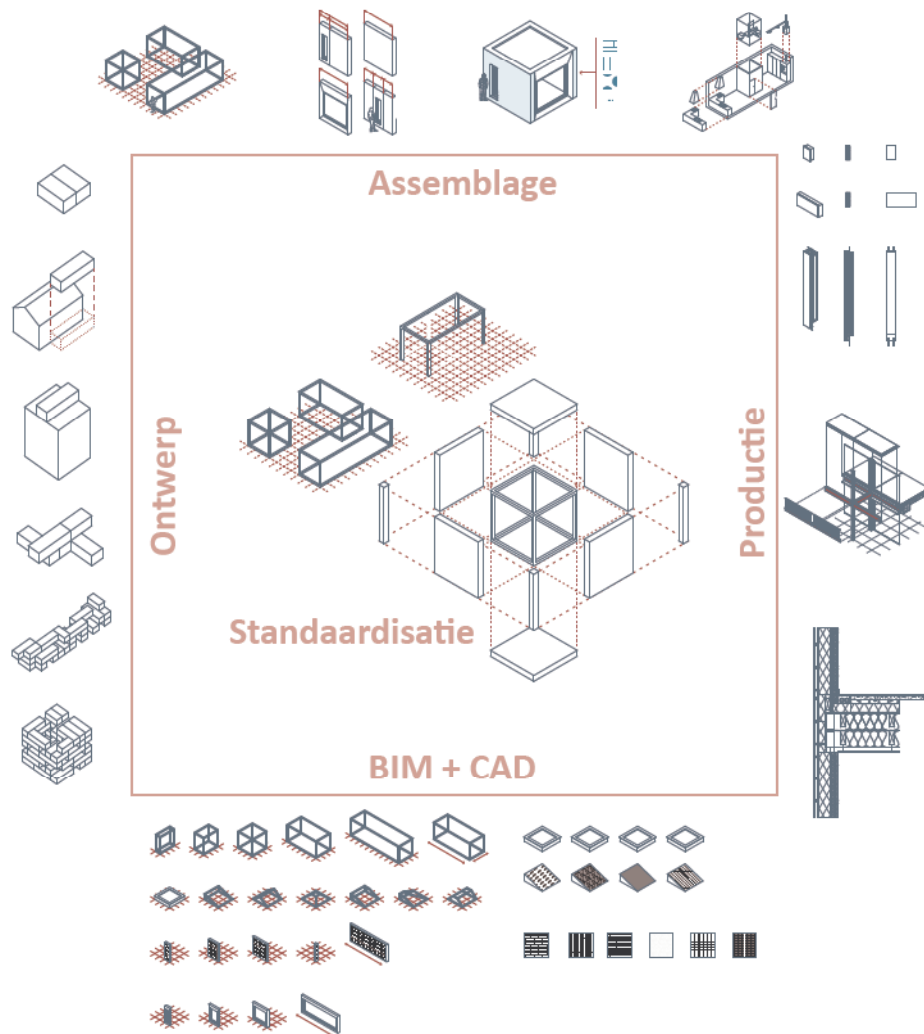 Assemblage
Ontwerp
Productie
Standaardisatie
BIM + CAD